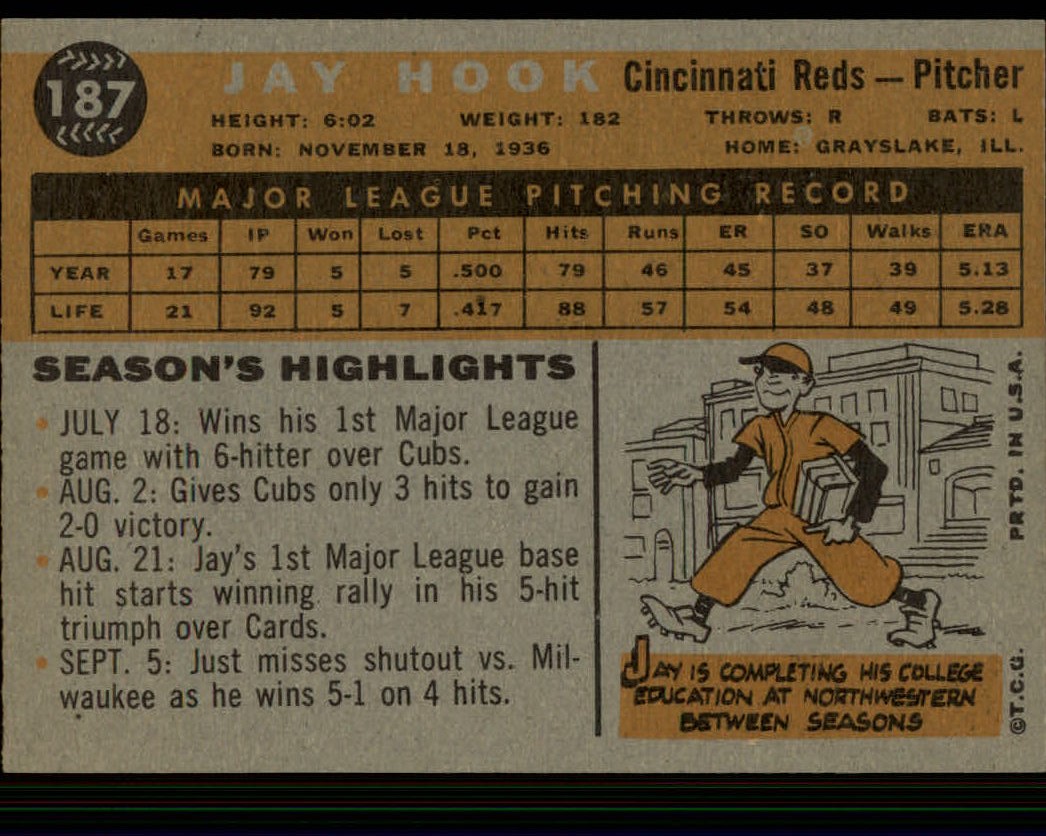 187
JAY HOOK Cincinnati Reds — Pitcher
HEIGHT: 6:02 WEIGHT: 182 THROWS: R BATS: L
BORN: NOVEMBER 18, 1936 HOME: GRAYSLAKE, ILL.
MAJOR LEAGUE PITCHING RECORD
Games IP Won Lost Pct Hits Runs ER SO Walks ERA
YEAR 17 79 5 5 .500 79 46 45 37 39 5.13
LIFE 21 92 5 7 .417 88 57 54 48 49 5.28
SEASON'S HIGHLIGHTS
• JULY 18: Wins his 1st Major League
game with 6-hitter over Cubs.
• AUG. 2: Gives Cubs only 3 hits to gain
2-0 victory.
• AUG. 21: Jay's 1st Major League base
hit starts winning rally in his 5-hit
triumph over Cards.
• SEPT. 5: Just misses shutout vs. Mil-
waukee as he wins 5-1 on 4 hits.
JAY IS COMPLETING HIS COLLEGE
EDUCATION AT NORTHWESTERN
BETWEEN SEASONS
©T.C.G. PRTD. IN U.S.A.